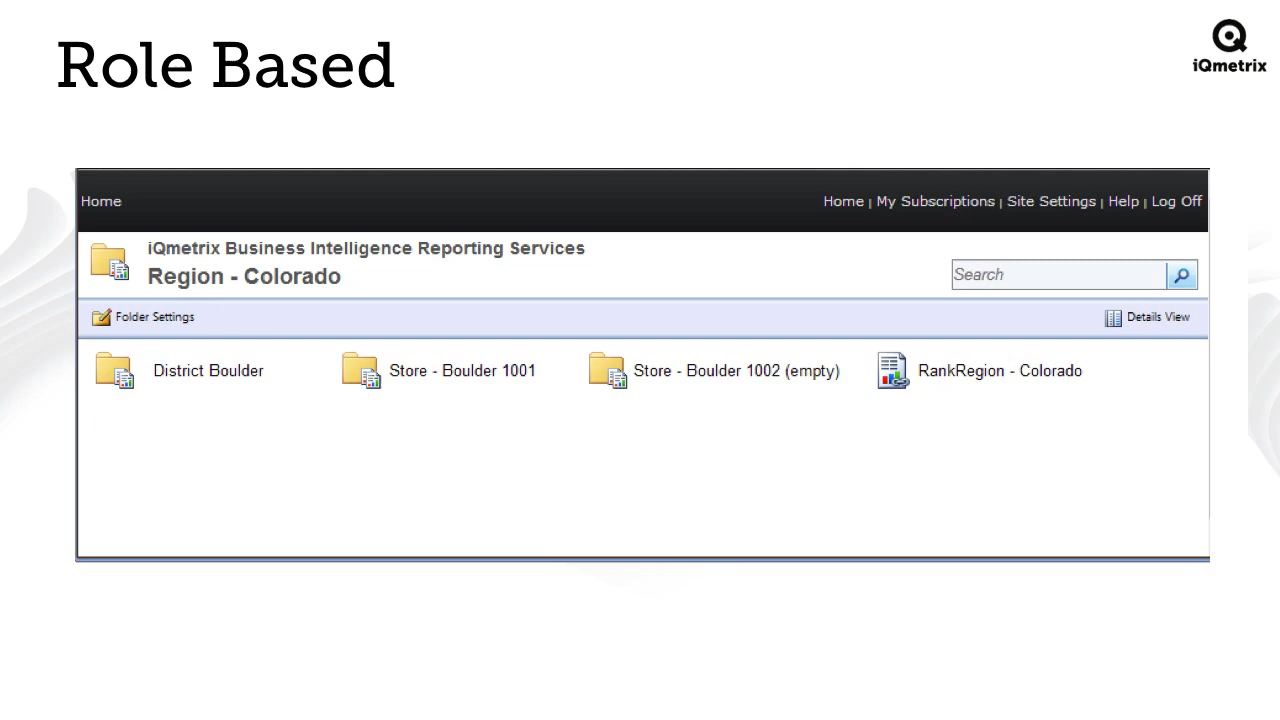 Role Based
iQmetrix
Home
Home | My Subscriptions | Site Settings | Help | Log Off
iQmetrix Business Intelligence Reporting Services
Region - Colorado
Search
Folder Settings
Details View
District Boulder
Store - Boulder 1001
Store - Boulder 1002 (empty)
RankRegion - Colorado